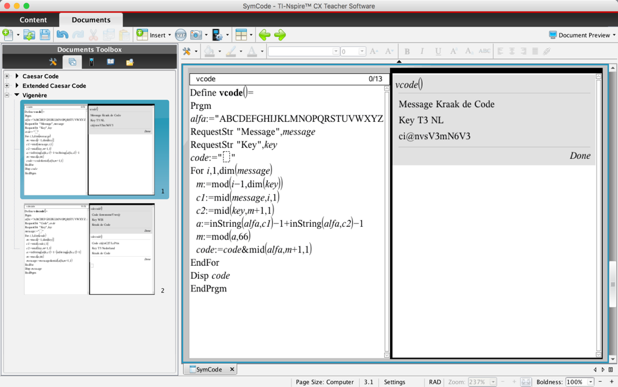 SymCode - TI-Nspire™ CX Teacher Software
Content
Documents
Insert
Document Preview
Documents Toolbox
Caesar Code
Extended Caesar Code
Vigenère
1
2
vcode
0/13
Define vcode()=
Prgm
alfa:="ABCDEFGHIJKLMNOPQRSTUVWXYZ
RequestStr "Message",message
RequestStr "Key",key
code:=""
For i,1,dim(message)
m:=mod(i−1,dim(key))
c1:=mid(message,i,1)
c2:=mid(key,m+1,1)
a:=inString(alfa,c1)−1+inString(alfa,c2)−1
m:=mod(a,66)
code:=code&mid(alfa,m+1,1)
EndFor
Disp code
EndPrgm
vcode()
Message Kraak de Code
Key T3 NL
ci@nvsV3mN6V3
Done
SymCode
Page Size: Computer
3.1
Settings
RAD
Zoom:
237%
Boldness:
100%